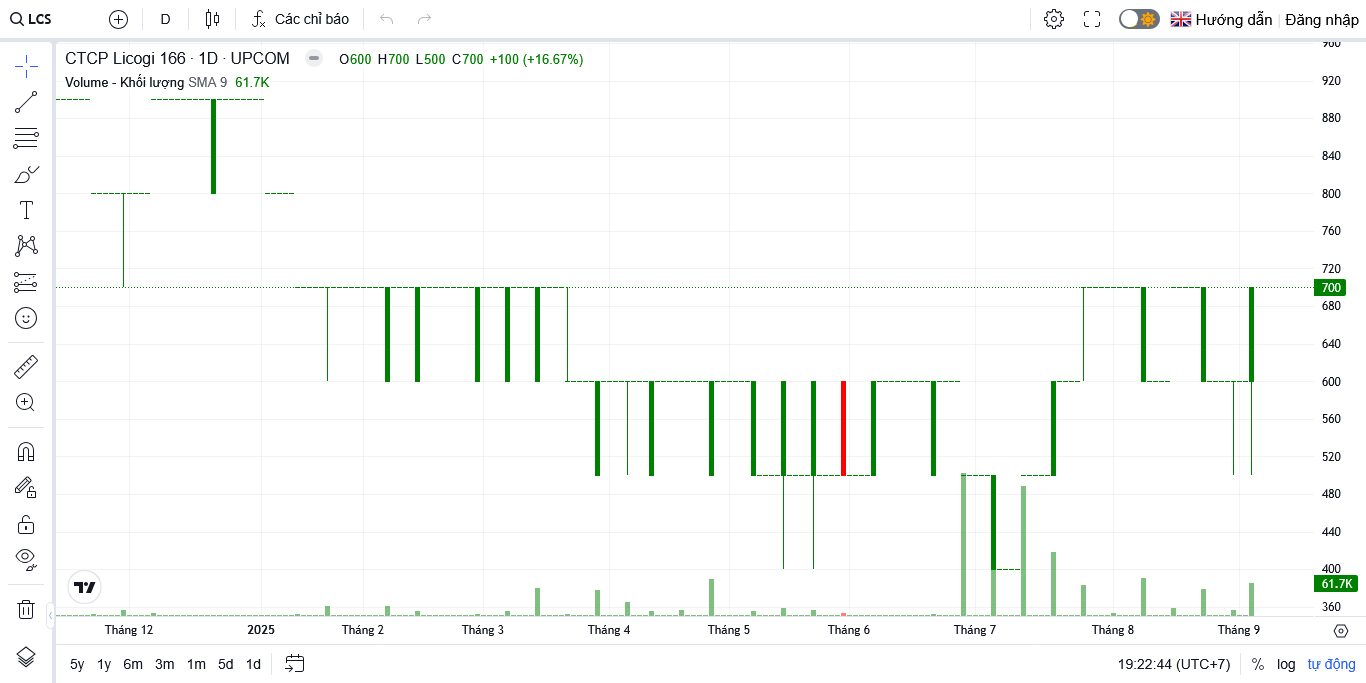 LCS D Các chỉ báo Hướng dẫn Đăng nhập
CTCP Licogi 166 · 1D · UPCOM O600 H700 L500 C700 +100 (+16.67%)
Volume - Khối lượng SMA 9 61.7K
960
920
880
840
800
760
720
700
680
640
600
560
520
480
440
400
61.7K
360
Tháng 12 2025 Tháng 2 Tháng 3 Tháng 4 Tháng 5 Tháng 6 Tháng 7 Tháng 8 Tháng 9
5y 1y 6m 3m 1m 5d 1d 19:22:44 (UTC+7) % log tự động